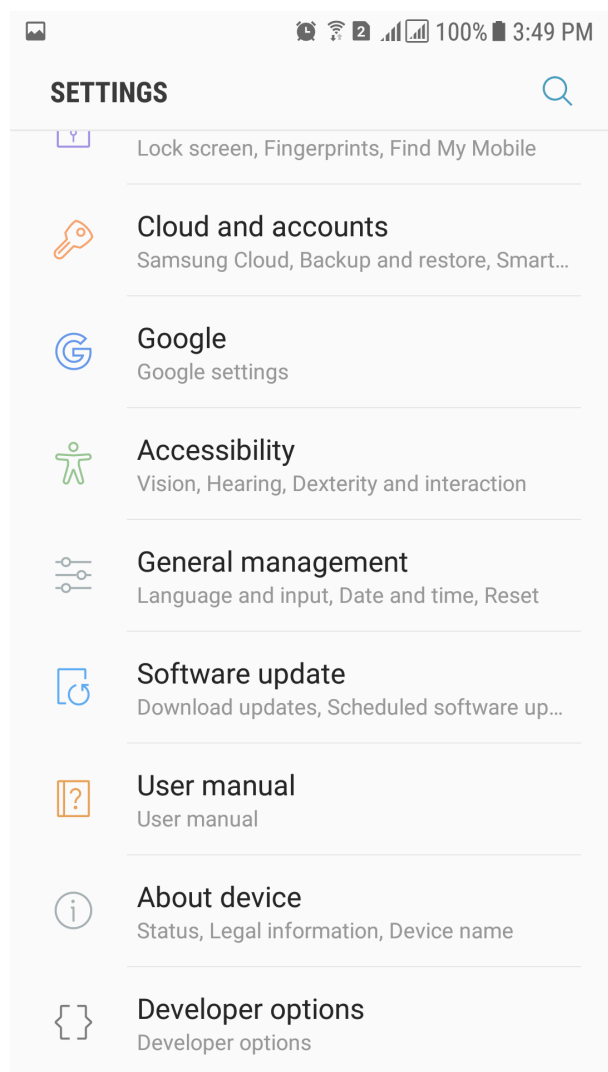 2 100% 3:49 PM
SETTINGS
Lock screen, Fingerprints, Find My Mobile
Cloud and accounts
Samsung Cloud, Backup and restore, Smart...
Google
Google settings
Accessibility
Vision, Hearing, Dexterity and interaction
General management
Language and input, Date and time, Reset
Software update
Download updates, Scheduled software up...
User manual
User manual
About device
Status, Legal information, Device name
Developer options
Developer options